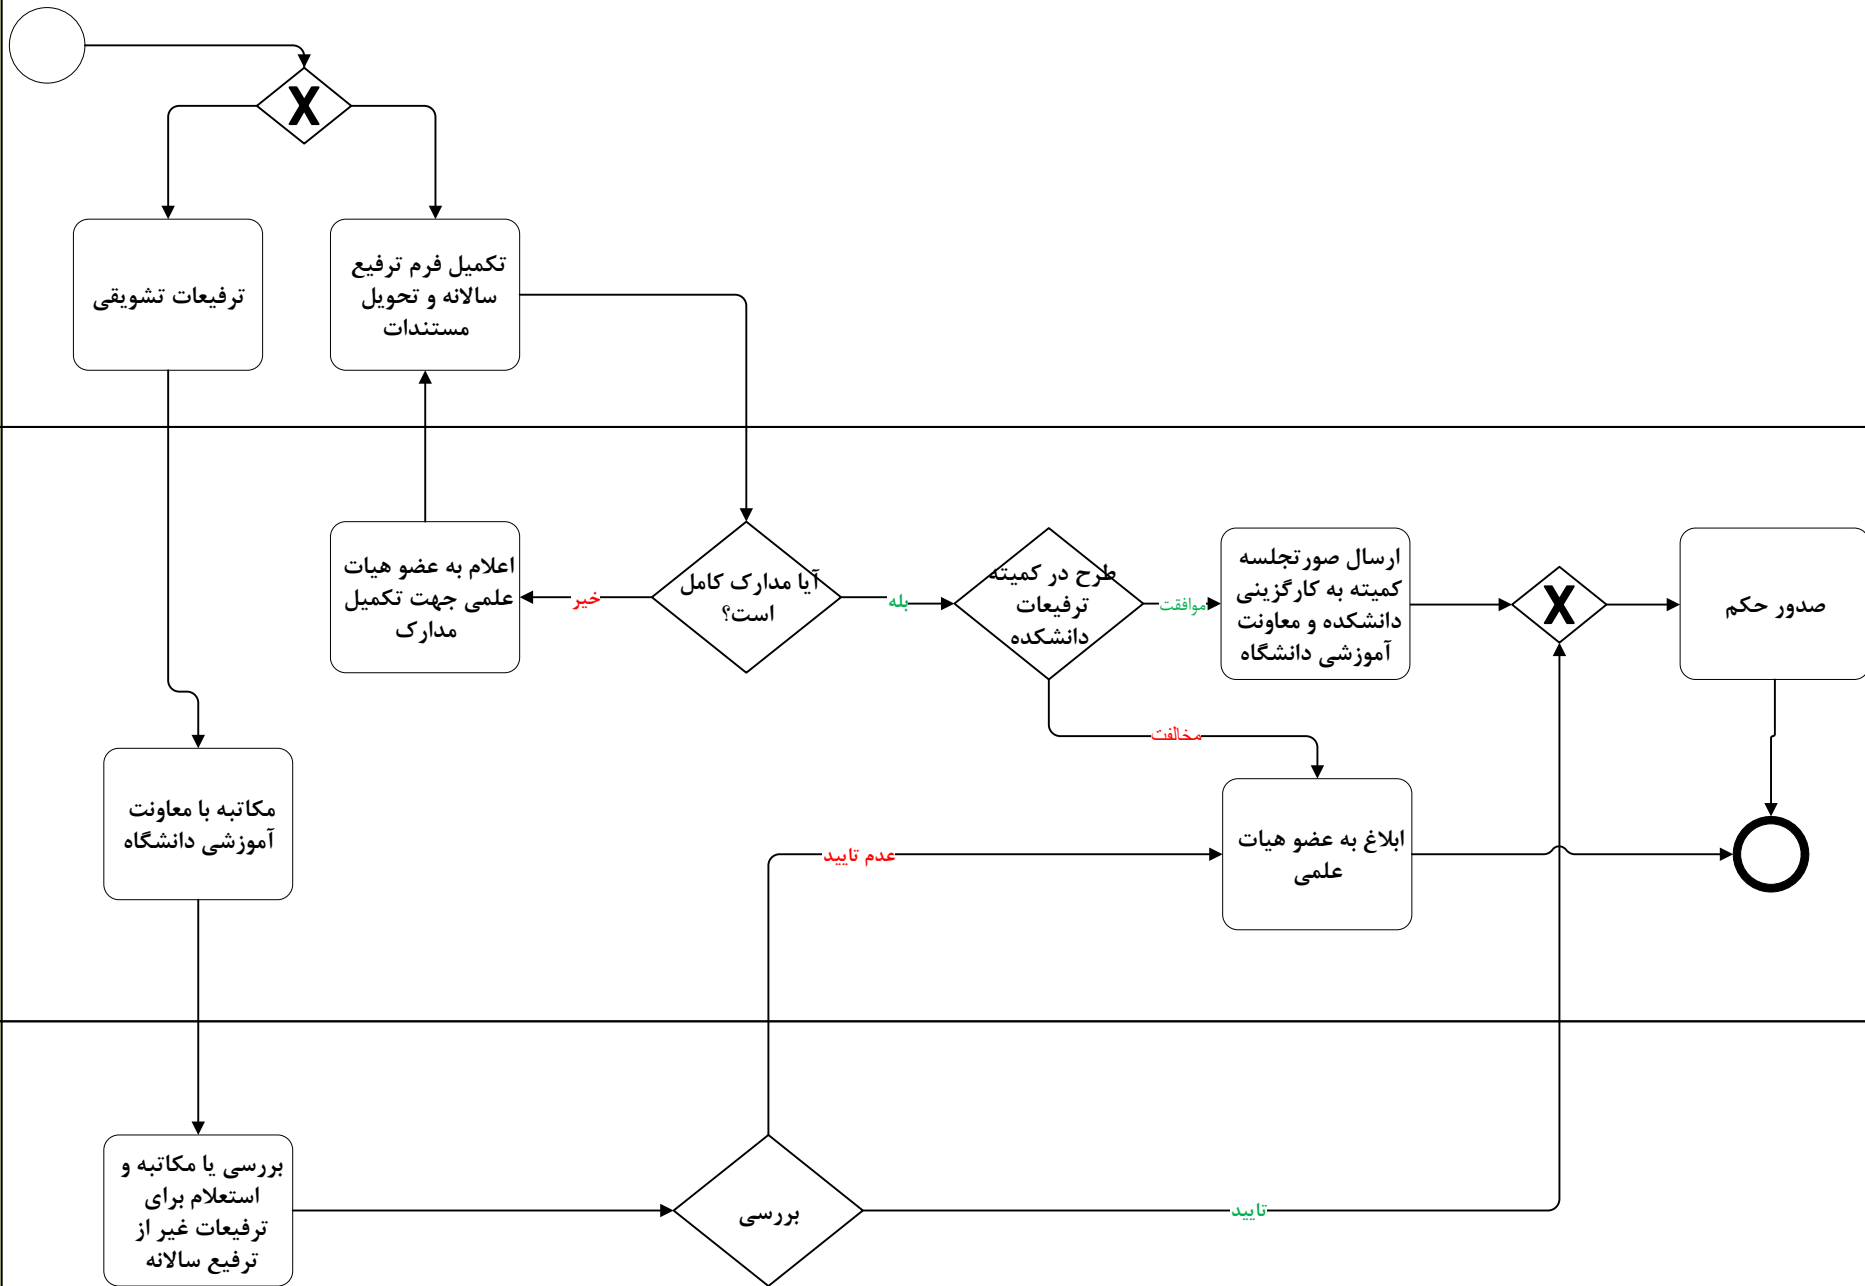 X
ترفیعات تشویقی
تکمیل فرم ترفیع
سالانه و تحویل
مستندات
اعلام به عضو هیات
علمی جهت تکمیل
مدارک
خیر
آیا مدارک کامل
است؟
بله
طرح در کمیته
ترفیعات
دانشکده
موافقت
ارسال صورتجلسه
کمیته به کارگزینی
دانشکده و معاونت
آموزشی دانشگاه
X
صدور حکم
مخالفت
مکاتبه با معاونت
آموزشی دانشگاه
عدم تایید
ابلاغ به عضو هیات
علمی
بررسی یا مکاتبه و
استعلام برای
ترفیعات غیر از
ترفیع سالانه
بررسی
تایید